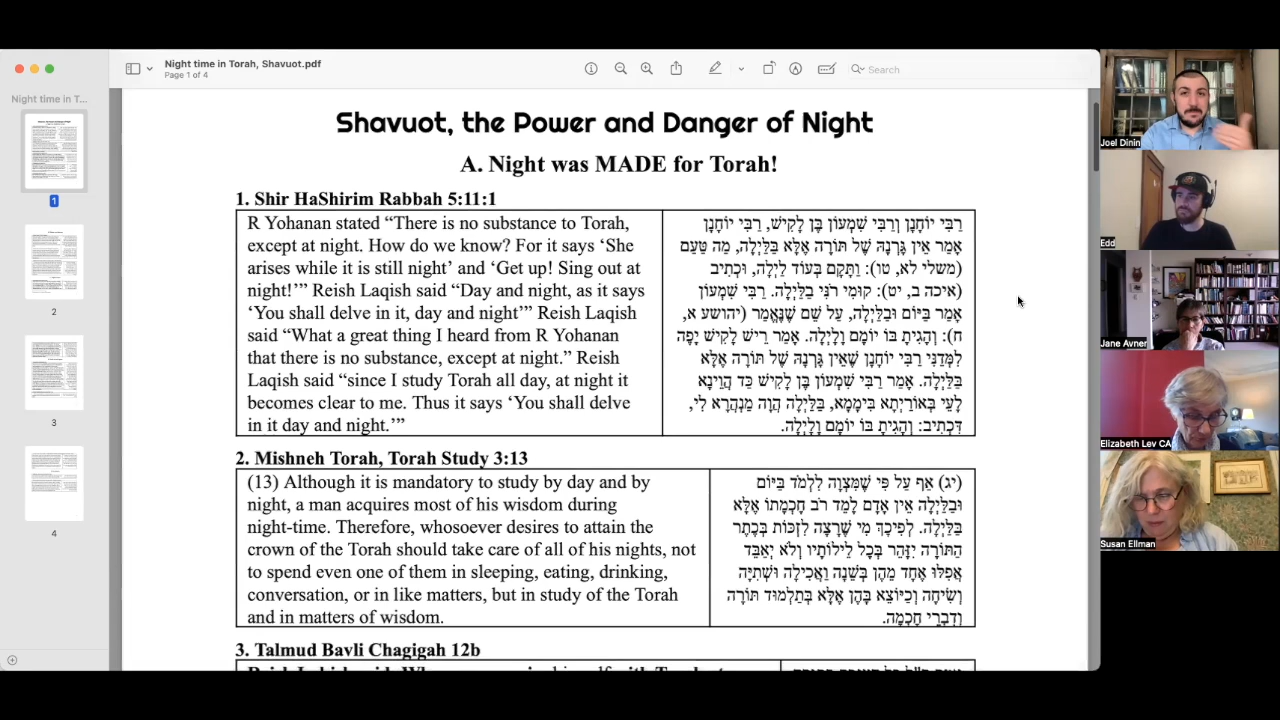 Night time in Torah, Shavuot.pdf
Page 1 of 4
Search
Night time in T...
1
2
3
4
Shavuot, the Power and Danger of Night
A. Night was MADE for Torah!
1. Shir HaShirim Rabbah 5:11:1
R Yohanan stated “There is no substance to Torah,
except at night. How do we know? For it says ‘She
arises while it is still night’ and ‘Get up! Sing out at
night!’” Reish Laqish said “Day and night, as it says
‘You shall delve in it, day and night’” Reish Laqish
said “What a great thing I heard from R Yohanan
that there is no substance, except at night.” Reish
Laqish said “since I study Torah all day, at night it
becomes clear to me. Thus it says ‘You shall delve
in it day and night.’”
רַבִּי יוֹחָנָן וְרַבִּי שִׁמְעוֹן בֶּן לָקִישׁ, רַבִּי יוֹחָנָן
אָמַר אֵין גָּרְנָהּ שֶׁל תּוֹרָה אֶלָּא בַּלַּיְלָה, מַה טַּעַם
(משלי לא, טו): וַתָּקָם בְּעוֹד לַיְלָה, וּכְתִיב
(איכה ב, יט): קוּמִי רֹנִּי בַלַּיְלָה. רַבִּי שִׁמְעוֹן
אָמַר בַּיּוֹם וּבַלַּיְלָה, עַל שֵׁם שֶׁנֶּאֱמַר (יהושע א,
ח): וְהָגִיתָ בּוֹ יוֹמָם וָלַיְלָה. אָמַר רֵישׁ לָקִישׁ יָפֶה
לִמְּדַנִּי רַבִּי יוֹחָנָן שֶׁאֵין גָּרְנָהּ שֶׁל תּוֹרָה אֶלָּא
בַּלַּיְלָה. אָמַר רַבִּי שִׁמְעוֹן בֶּן לָקִישׁ כַּד הֲוֵינָא
לָעֵי בְּאוֹרַיְתָא בִּימָמָא, בַּלַּיְלָה הֲוָה מַנְהֲרָא לִי,
דִּכְתִיב: וְהָגִיתָ בּוֹ יוֹמָם וָלַיְלָה.
2. Mishneh Torah, Torah Study 3:13
(13) Although it is mandatory to study by day and by
night, a man acquires most of his wisdom during
night-time. Therefore, whosoever desires to attain the
crown of the Torah should take care of all of his nights, not
to spend even one of them in sleeping, eating, drinking,
conversation, or in like matters, but in study of the Torah
and in matters of wisdom.
(יג) אַף עַל פִּי שֶׁמִּצְוָה לִלְמֹד בַּיּוֹם
וּבַלַּיְלָה אֵין אָדָם לָמֵד רֹב חָכְמָתוֹ אֶלָּא
בַּלַּיְלָה. לְפִיכָךְ מִי שֶׁרָצָה לִזְכּוֹת בְּכֶתֶר
הַתּוֹרָה יִזָּהֵר בְּכָל לֵילוֹתָיו וְלֹא יְאַבֵּד
אֲפִלּוּ אֶחָד מֵהֶן בְּשֵׁנָה וַאֲכִילָה וּשְׁתִיָּה
וְשִׂיחָה וְכַיּוֹצֵא בָּהֶן אֶלָּא בְּתַלְמוּד תּוֹרָה
וְדִבְרֵי חָכְמָה.
3. Talmud Bavli Chagigah 12b
Joel Dinin
Edd
Jane Avner
Elizabeth Lev CA
Susan Ellman